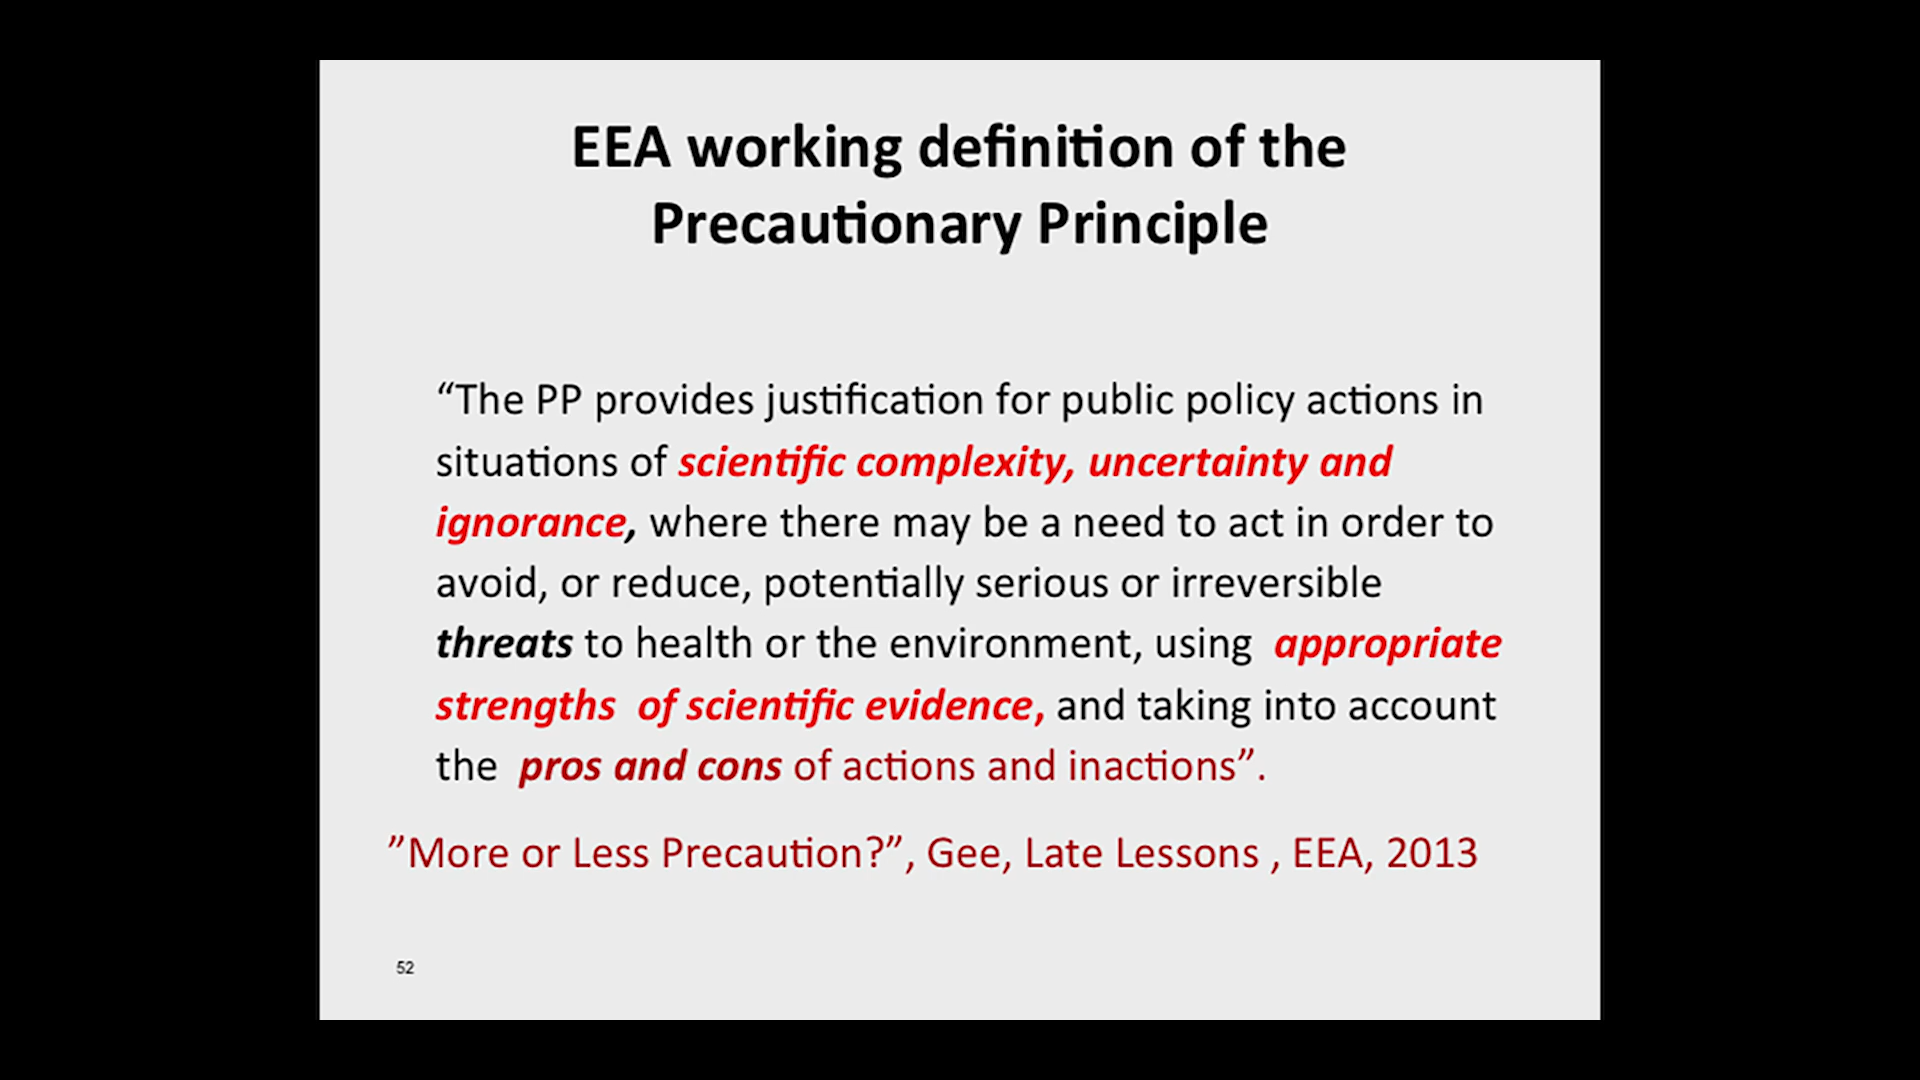 EEA working definition of the
Precautionary Principle
“The PP provides justification for public policy actions in
situations of scientific complexity, uncertainty and
ignorance, where there may be a need to act in order to
avoid, or reduce, potentially serious or irreversible
threats to health or the environment, using appropriate
strengths of scientific evidence, and taking into account
the pros and cons of actions and inactions”.
”More or Less Precaution?”, Gee, Late Lessons , EEA, 2013
52